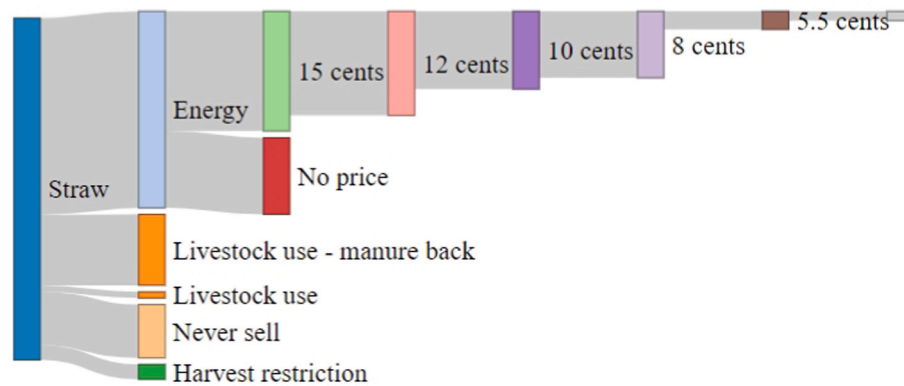 5.5 cents
8 cents
10 cents
12 cents
15 cents
Energy
No price
Straw
Livestock use - manure back
Livestock use
Never sell
Harvest restriction